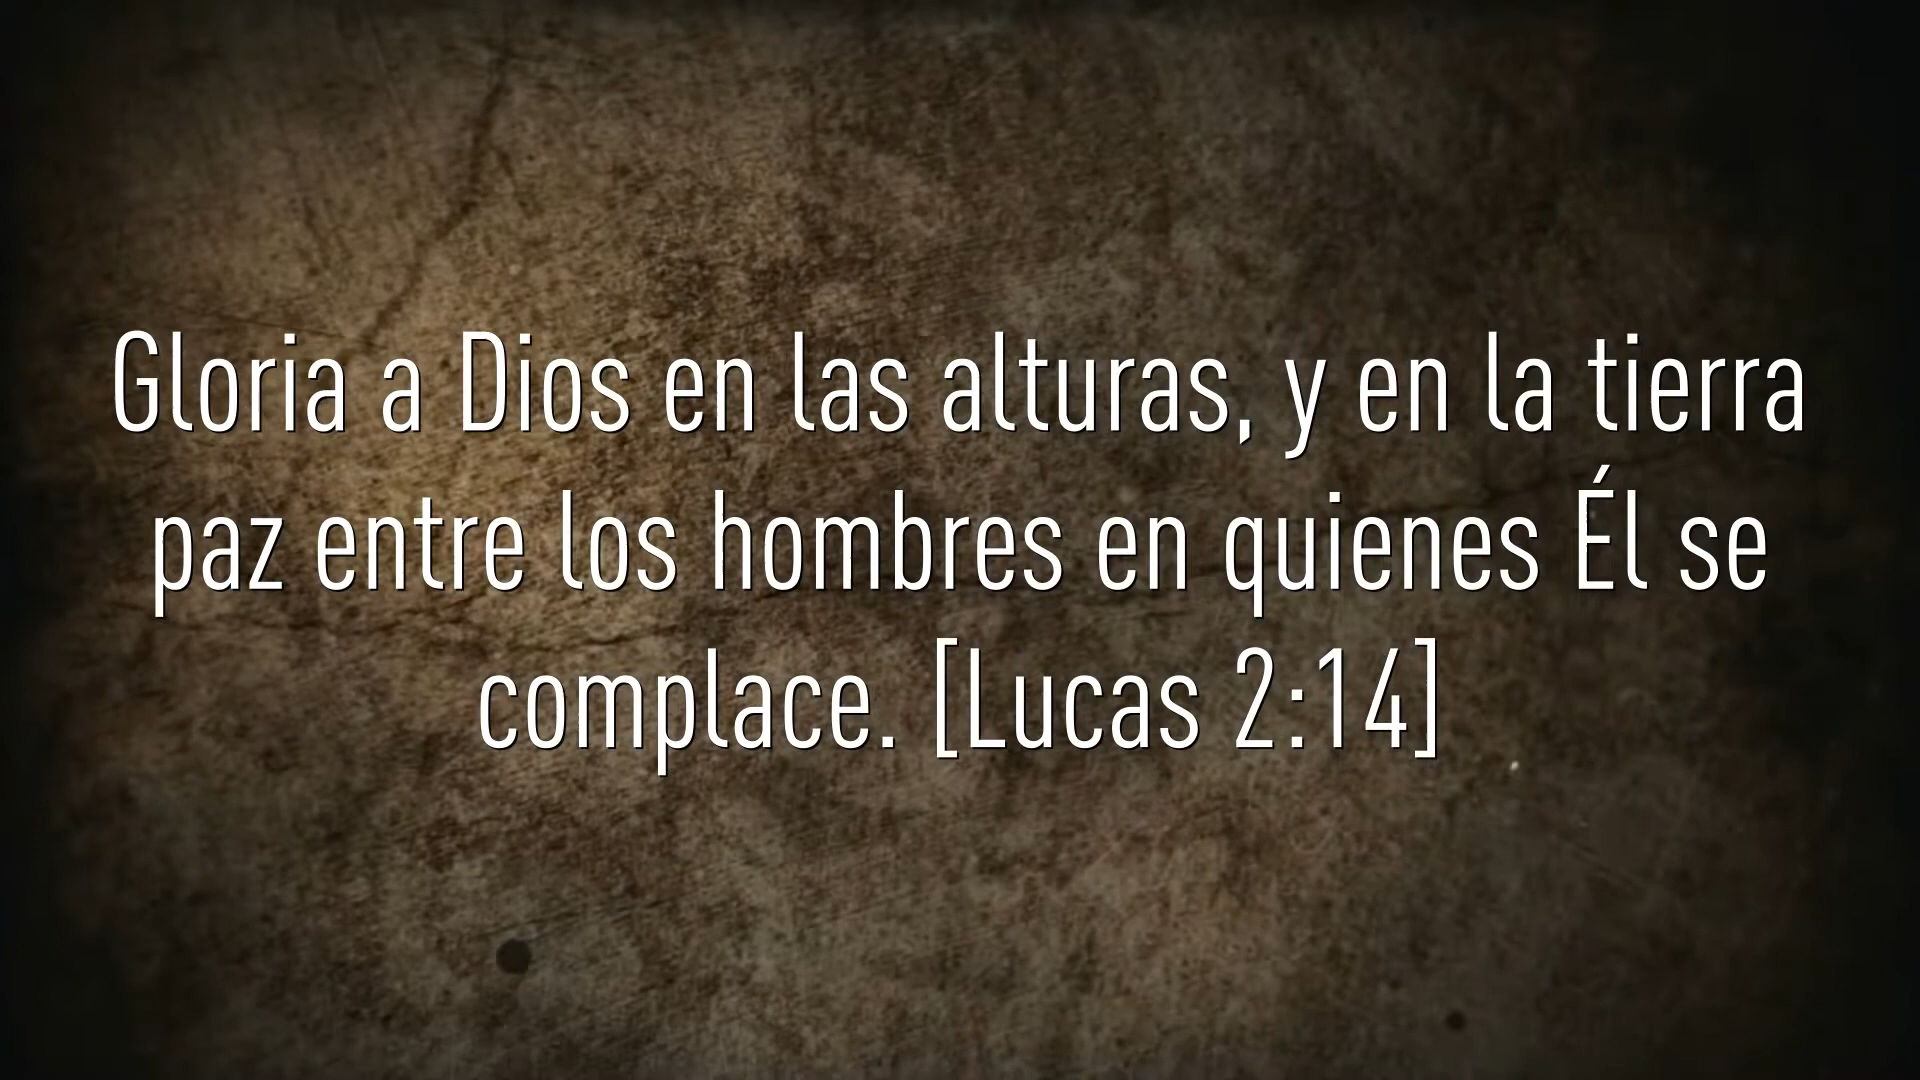 Gloria a Dios en las alturas, y en la tierra
paz entre los hombres en quienes Él se
complace. [Lucas 2:14]